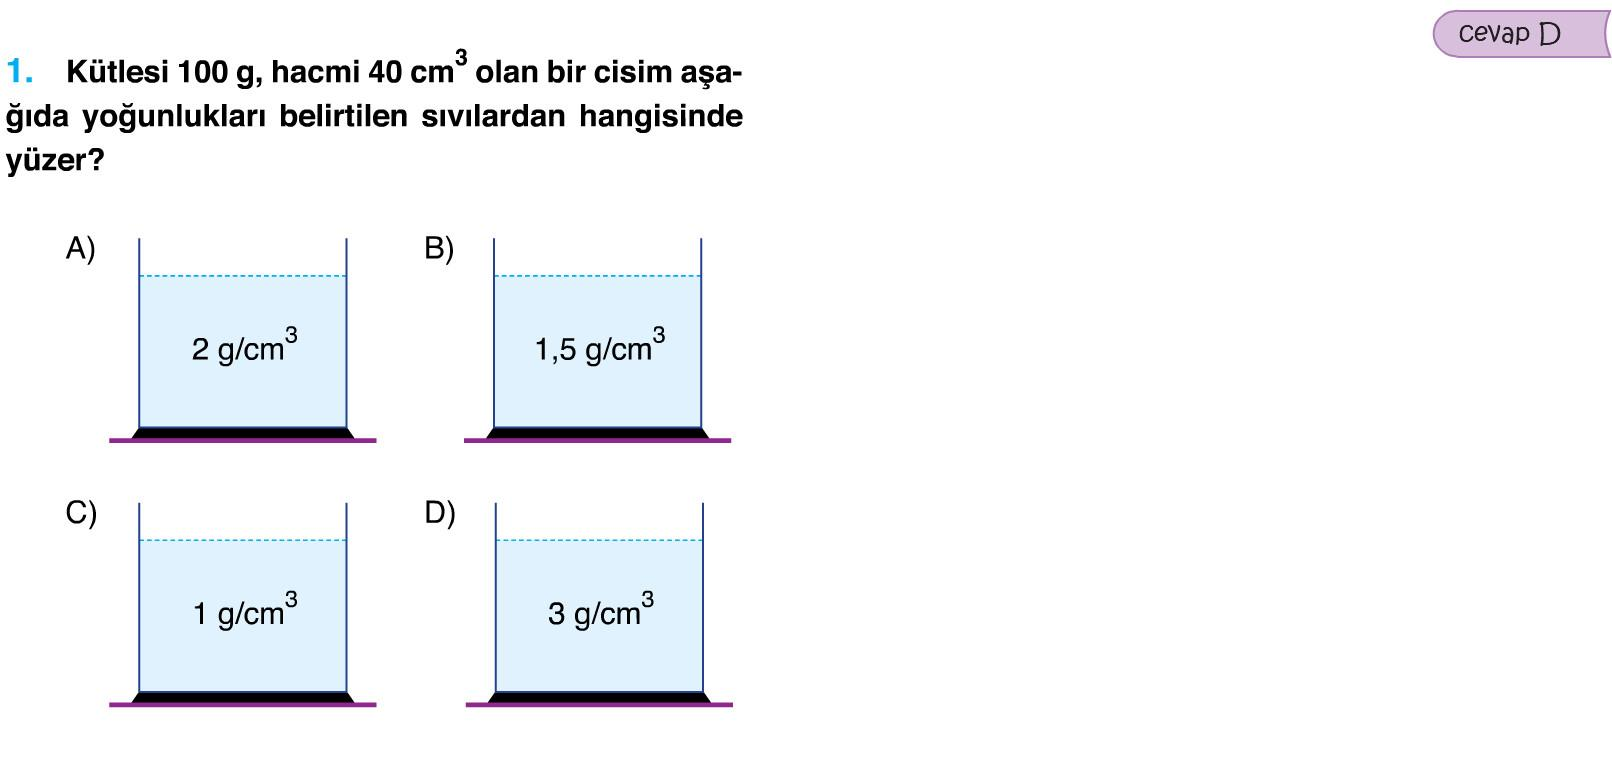 cevap D
1. Kütlesi 100 g, hacmi 40 cm³ olan bir cisim aşa-
ğıda yoğunlukları belirtilen sıvılardan hangisinde
yüzer?
A)
2 g/cm³
B)
1,5 g/cm³
C)
1 g/cm³
D)
3 g/cm³